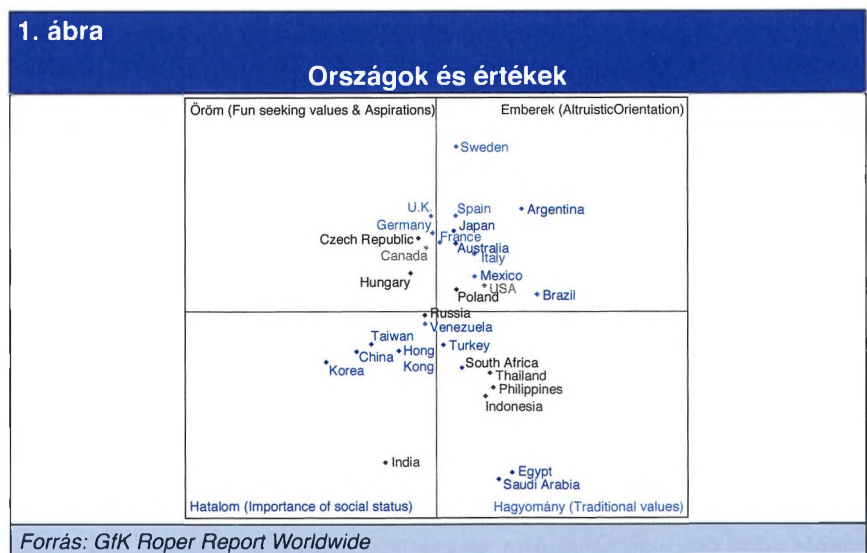 1. ábra
Országok és értékek
Öröm (Fun seeking values & Aspirations)
Emberek (AltruisticOrientation)
Sweden
U.K.
Spain
Argentina
Germany
Japan
Czech Republic
France
Australia
Canada
Italy
Hungary
Mexico
USA
Poland
Brazil
Russia
Venezuela
Taiwan
Turkey
China
Hong
Kong
Korea
South Africa
Thailand
Philippines
Indonesia
India
Egypt
Saudi Arabia
Hatalom (Importance of social status)
Hagyomány (Traditional values)
Forrás: GfK Roper Report Worldwide